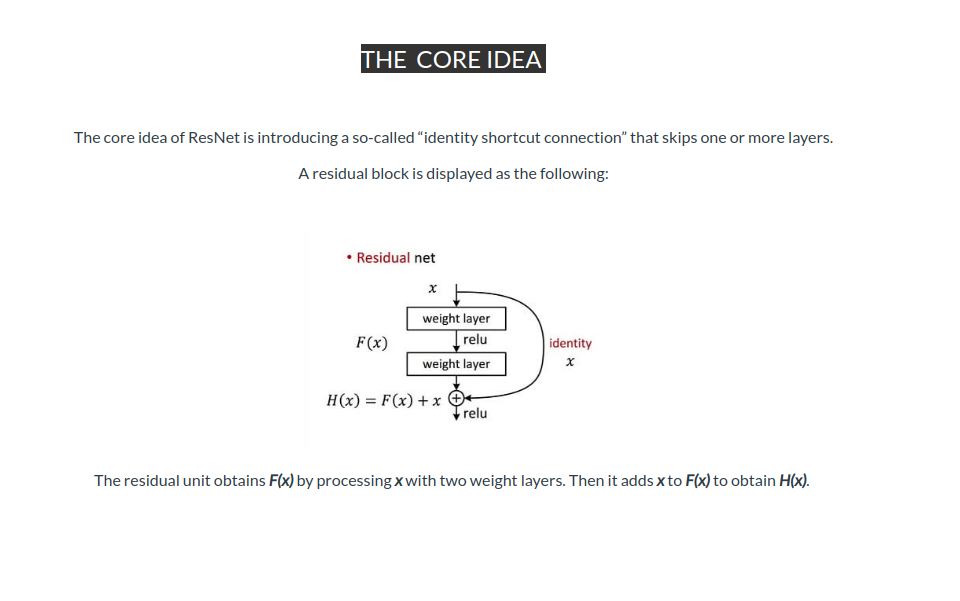 THE CORE IDEA
The core idea of ResNet is introducing a so-called “identity shortcut connection” that skips one or more layers.
A residual block is displayed as the following:
• Residual net
x
weight layer
F(x)
relu
identity
x
weight layer
H(x) = F(x) + x
relu
The residual unit obtains F(x) by processing x with two weight layers. Then it adds x to F(x) to obtain H(x).